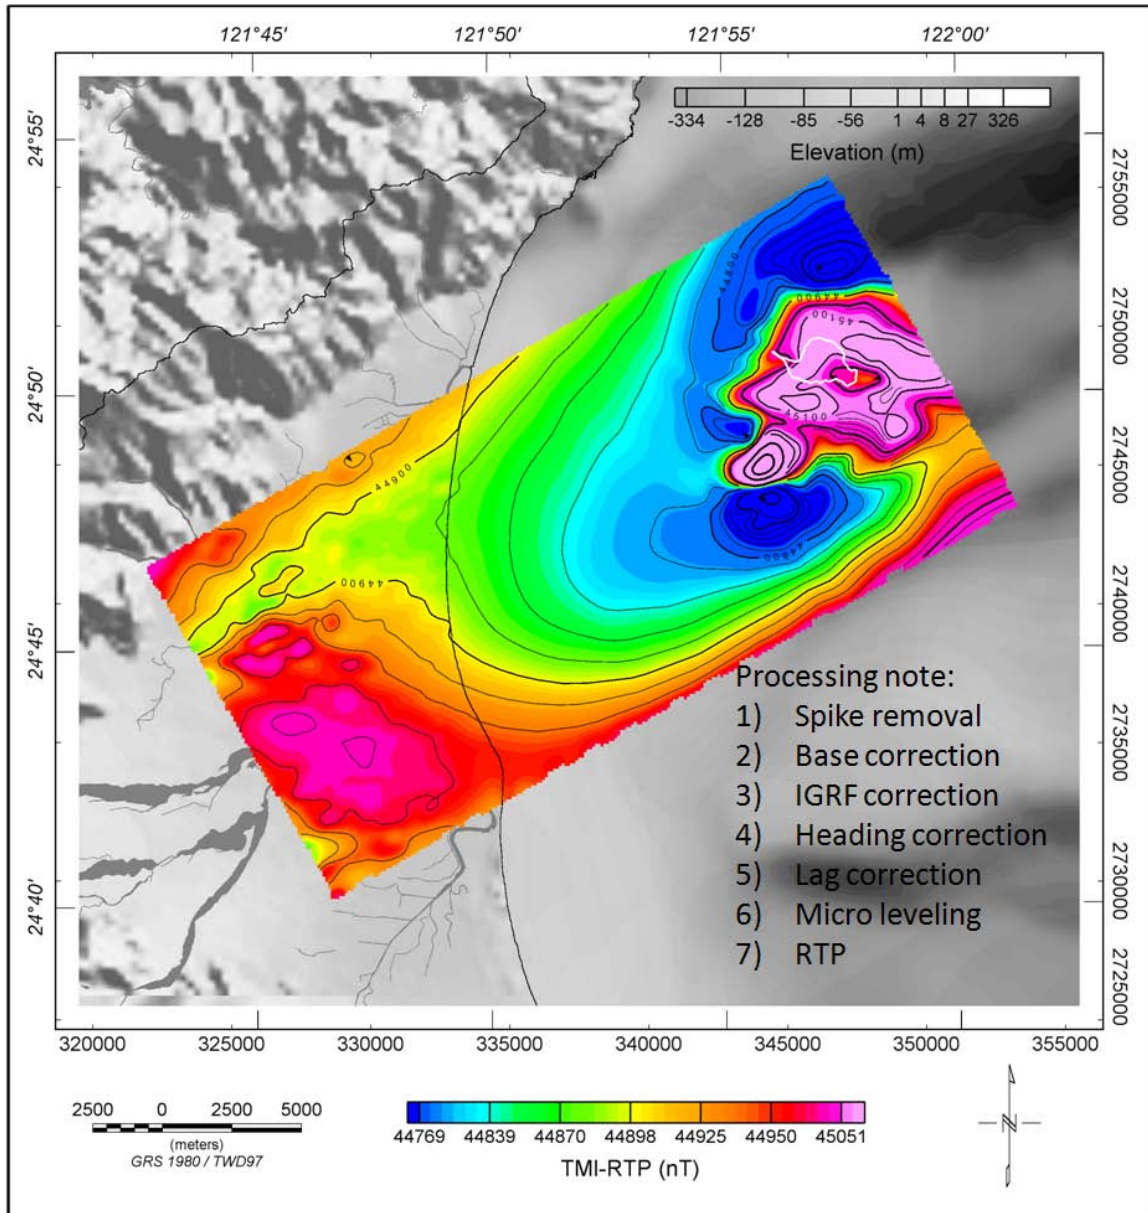 121°45' 121°50' 121°55' 122°00'
24°55'
24°50'
24°45'
24°40'
2755000
2750000
2745000
2740000
2735000
2730000
2725000
-334 -128 -85 -56 1 4 8 27 326
Elevation (m)
44800
44900
45100
45100
44900
44800
44900
Processing note:
1) Spike removal
2) Base correction
3) IGRF correction
4) Heading correction
5) Lag correction
6) Micro leveling
7) RTP
320000 325000 330000 335000 340000 345000 350000 355000
2500 0 2500 5000
(meters)
GRS 1980 / TWD97
44769 44839 44870 44898 44925 44950 45051
TMI-RTP (nT)
N